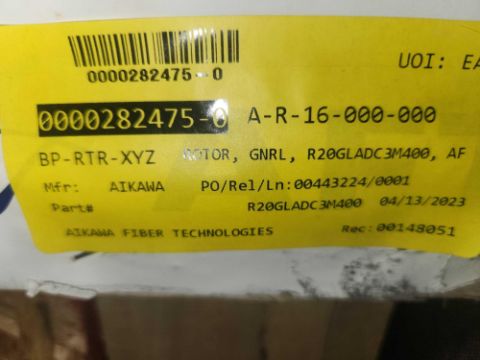 0000282475-0
UOI: EA
0000282475-0 A-R-16-000-000
BP-RTR-XYZ ROTOR, GNRL, R20GLADC3M400, AF
Mfr: AIKAWA PO/Rel/Ln:00443224/0001
Part# R20GLADC3M400 04/13/2023
AIKAWA FIBER TECHNOLOGIES Rec:00148051